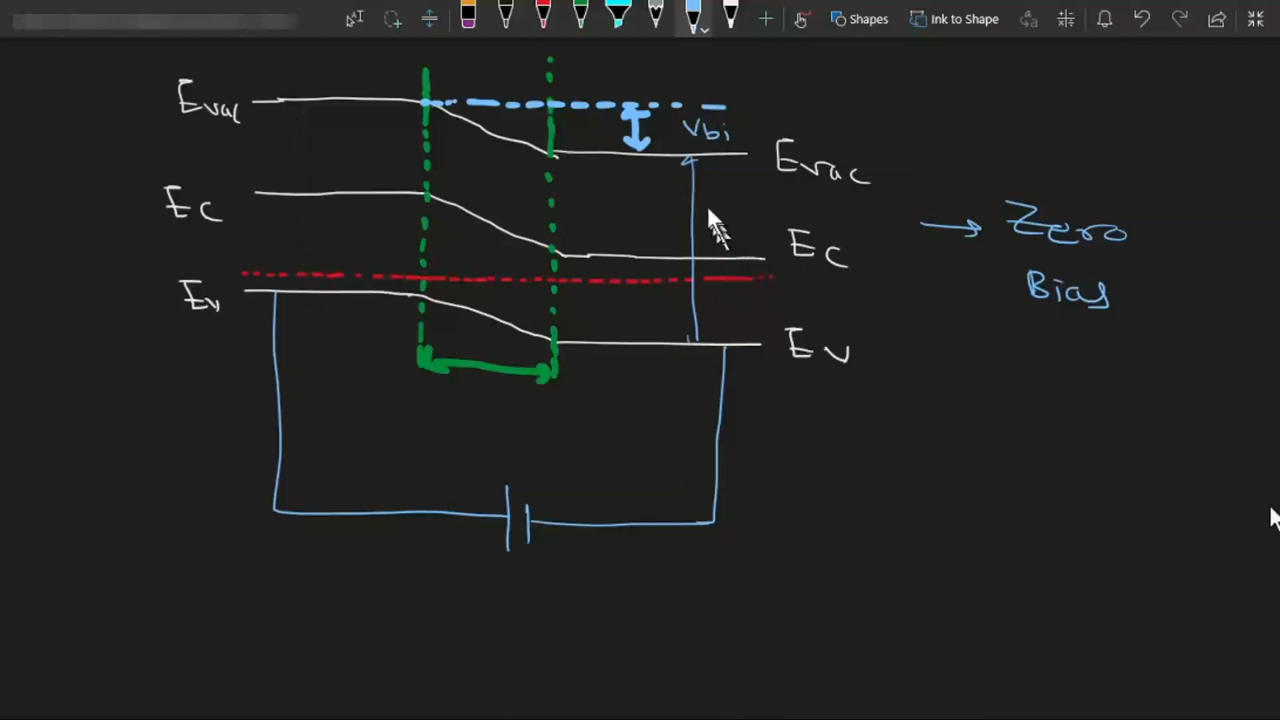 Shapes
Ink to Shape
Evac
Vbi
Evac
Ec
Ec
Zero
Bias
Ev
Ev